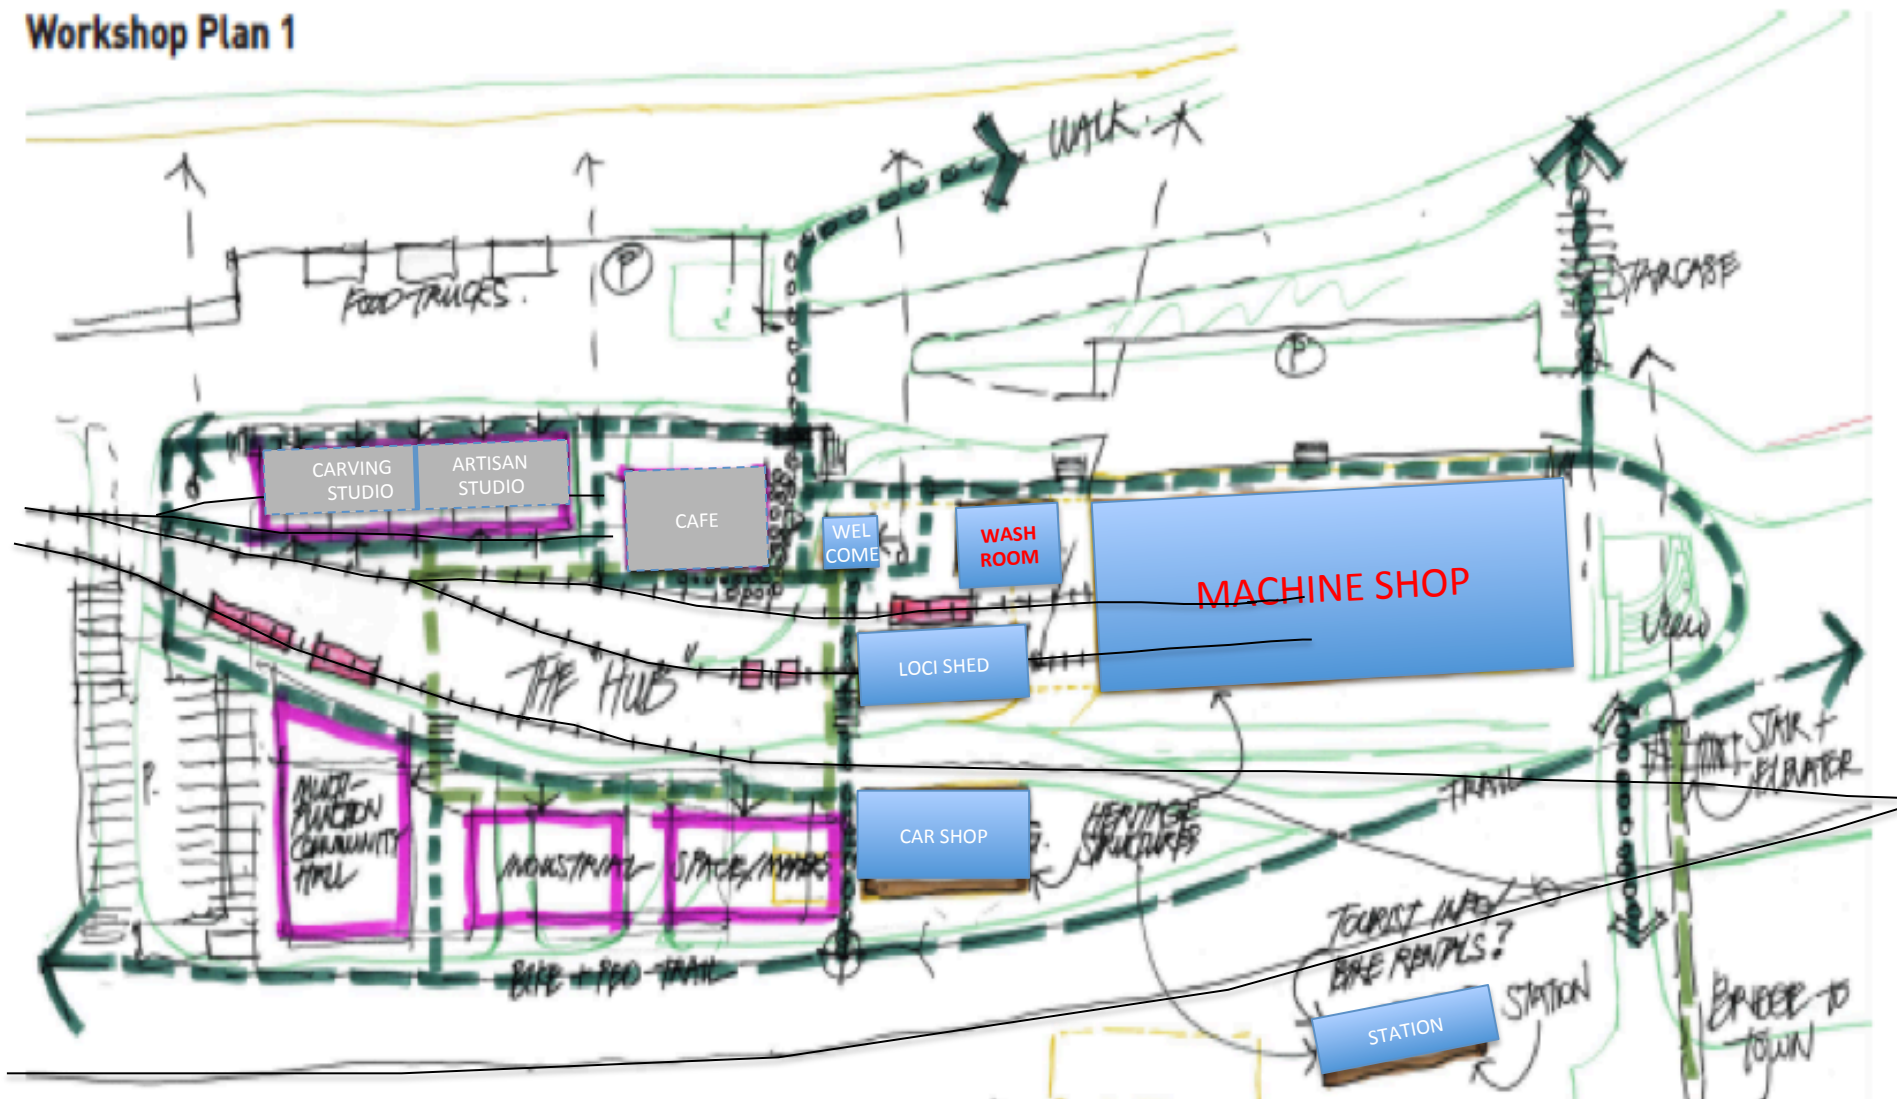 Workshop Plan 1
WALK.
FOOD TRUCKS.
P
STAIRCASE
P
CARVING
STUDIO
ARTISAN
STUDIO
CAFE
WEL
COME
WASH
ROOM
MACHINE SHOP
VIEW
LOCI SHED
THE HUB
STAIR +
ELEVATOR
P.
MULTI-
FUNCTION
COMMUNITY
HALL
TRAIL
INDUSTRIAL
SPACE/
CAR SHOP
HERITAGE
STRUCTURES
TOURIST INFO/
BIKE RENTALS?
BIKE + PED-TRAIL
STATION
STATION
BRIDGE TO
TOWN